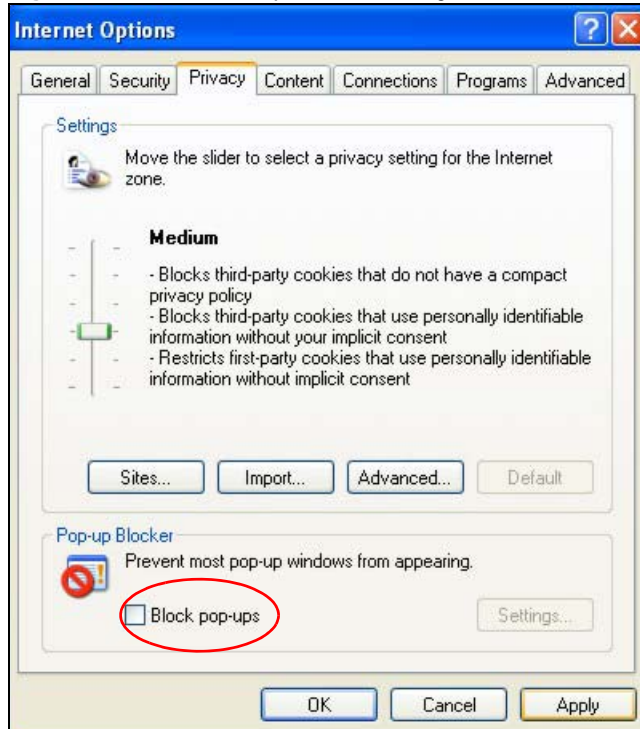 Internet Options
General Security Privacy Content Connections Programs Advanced
Settings
Move the slider to select a privacy setting for the Internet
zone.
Medium
- Blocks third-party cookies that do not have a compact
privacy policy
- Blocks third-party cookies that use personally identifiable
information without your implicit consent
- Restricts first-party cookies that use personally identifiable
information without implicit consent
Sites... Import... Advanced... Default
Pop-up Blocker
Prevent most pop-up windows from appearing.
Block pop-ups Settings...
OK Cancel Apply